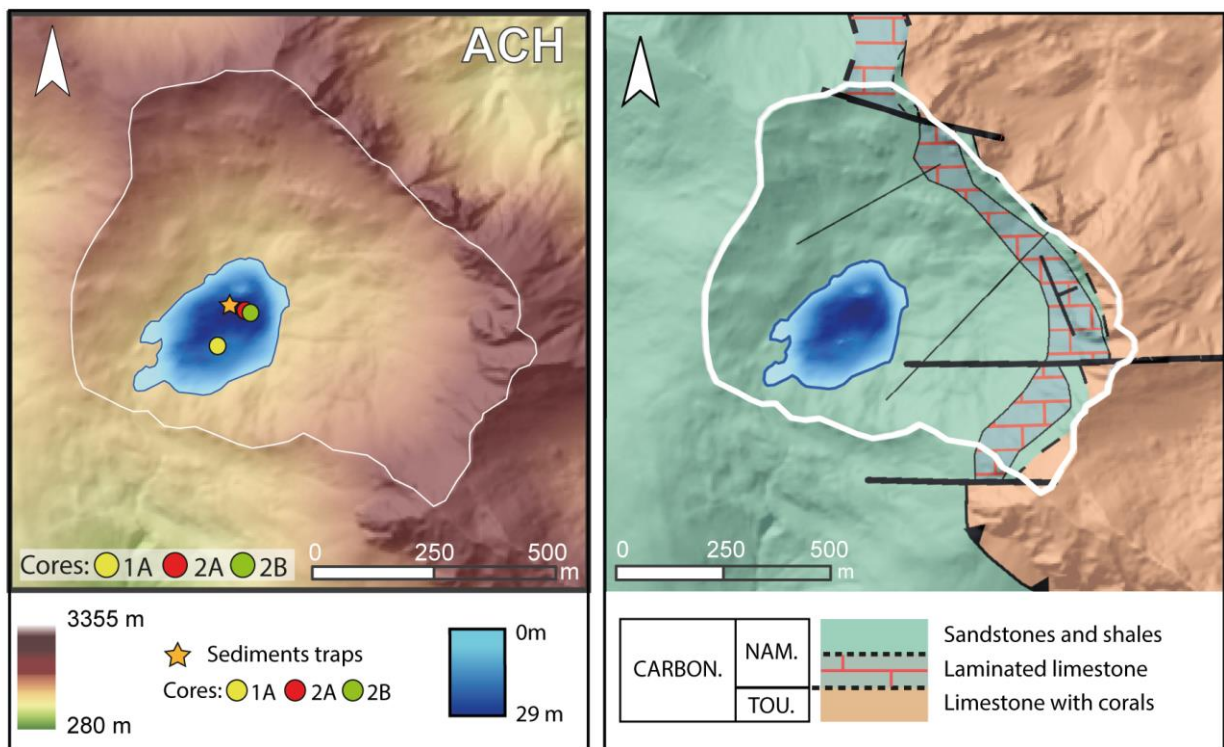 ACH
Cores: 1A 2A 2B
0 250 500
m
3355 m
280 m
Sediments traps
Cores: 1A 2A 2B
0m
29 m
0 250 500
m
CARBON.
NAM.
TOU.
Sandstones and shales
Laminated limestone
Limestone with corals